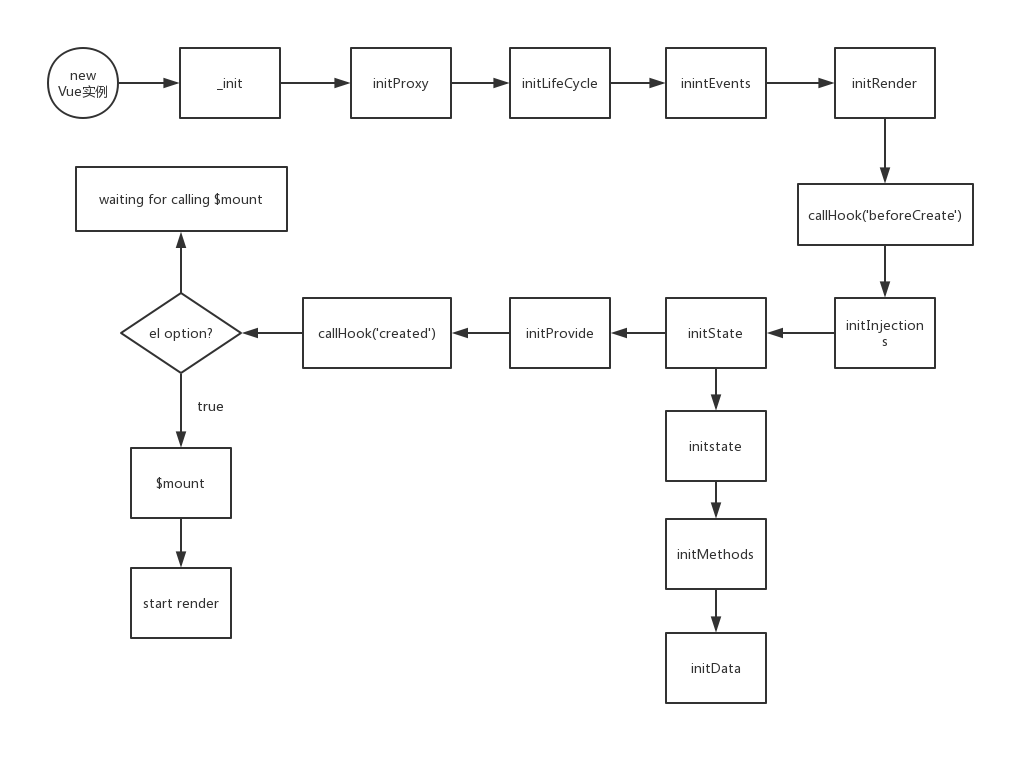 new
Vue实例
_init
initProxy
initLifeCycle
inintEvents
initRender
waiting for calling $mount
callHook('beforeCreate')
el option?
callHook('created')
initProvide
initState
initInjection
s
true
initstate
$mount
initMethods
start render
initData